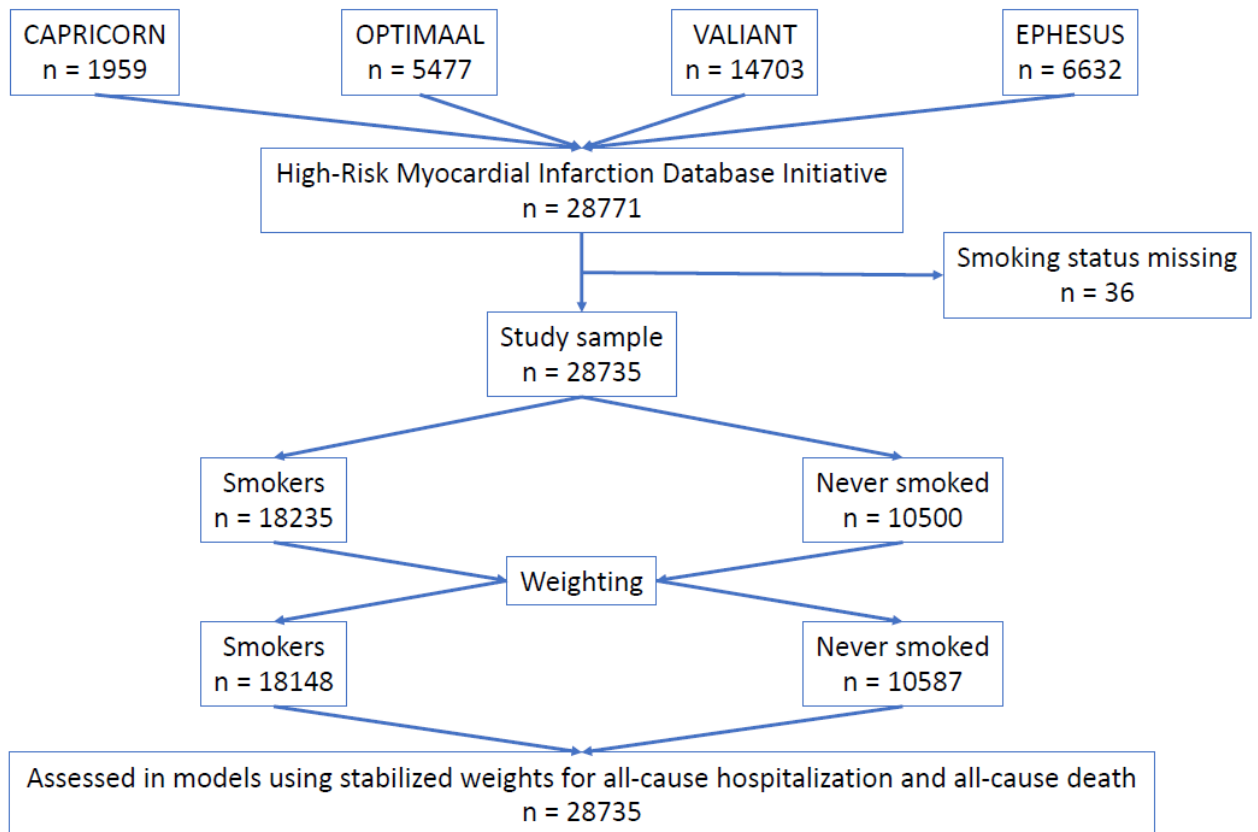 CAPRICORN
n = 1959
OPTIMAAL
n = 5477
VALIANT
n = 14703
EPHESUS
n = 6632
High-Risk Myocardial Infarction Database Initiative
n = 28771
Smoking status missing
n = 36
Study sample
n = 28735
Smokers
n = 18235
Never smoked
n = 10500
Weighting
Smokers
n = 18148
Never smoked
n = 10587
Assessed in models using stabilized weights for all-cause hospitalization and all-cause death
n = 28735